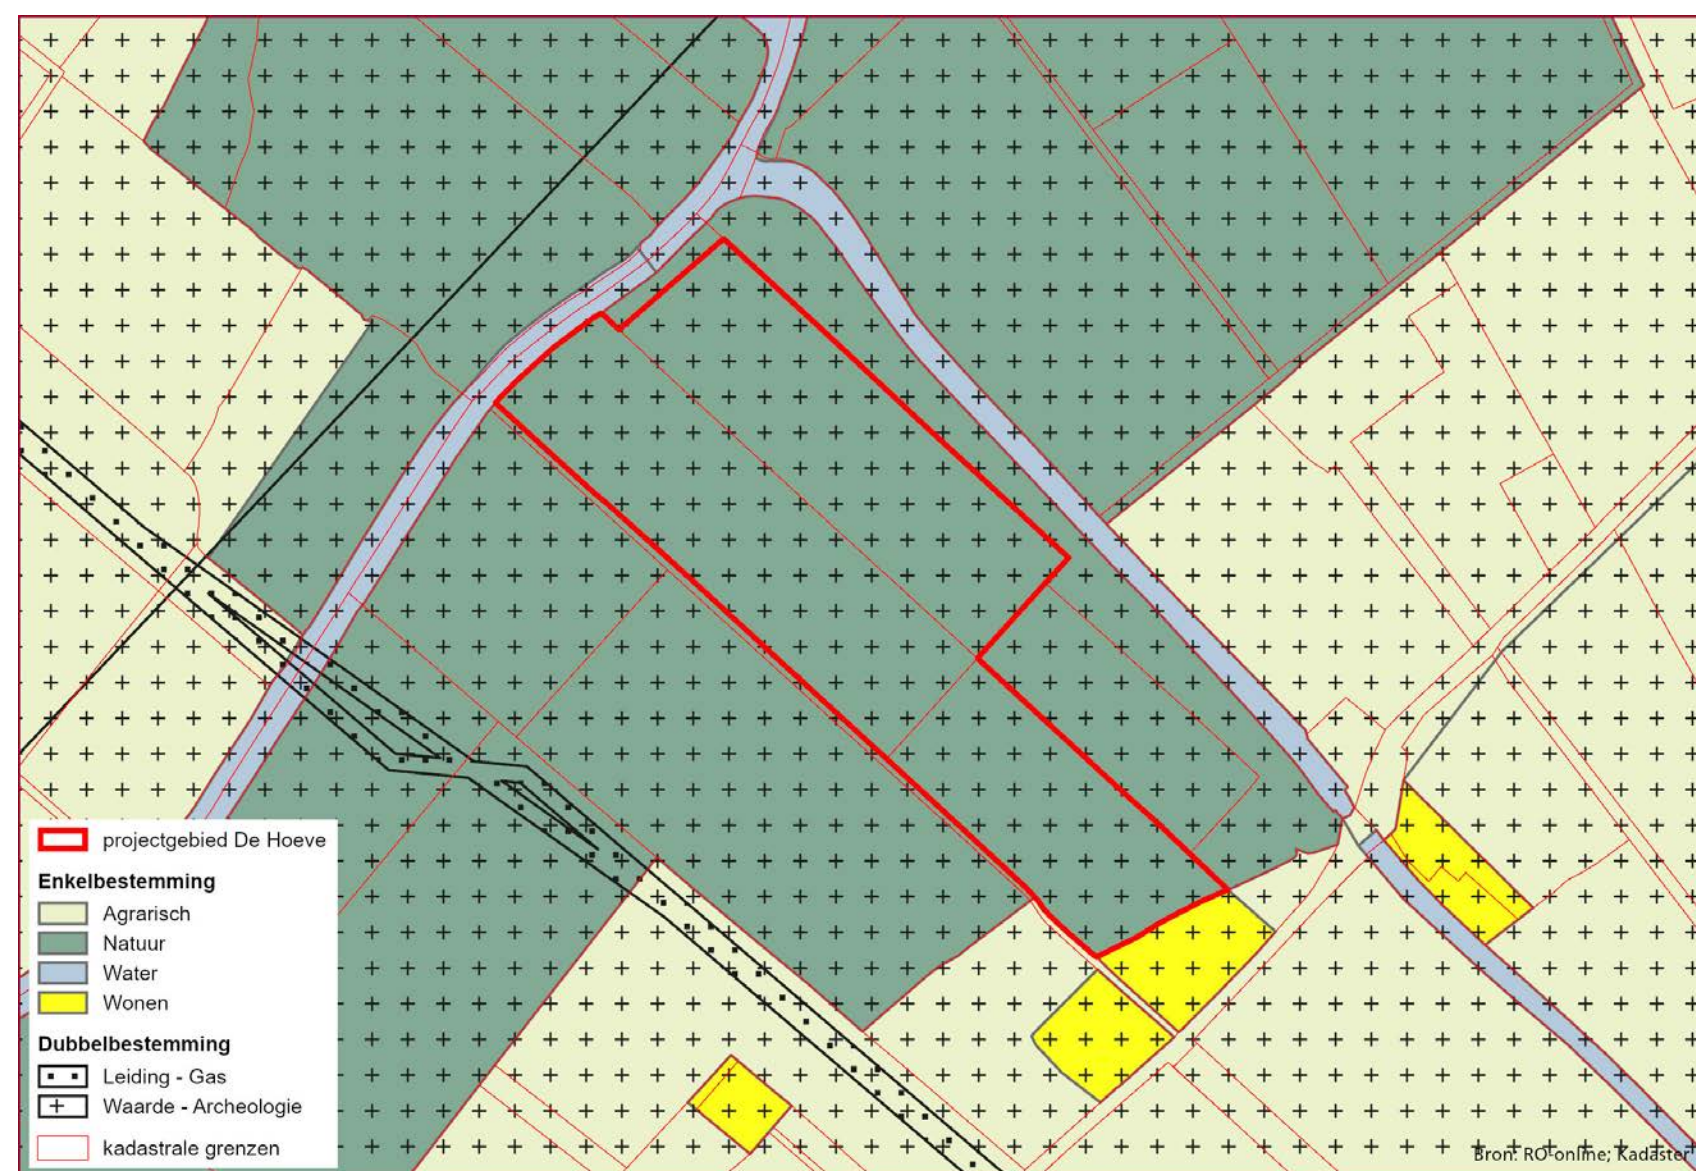 projectgebied De Hoeve
Enkelbestemming
Agrarisch
Natuur
Water
Wonen
Dubbelbestemming
Leiding - Gas
Waarde - Archeologie
kadastrale grenzen
Bron: RO-online; Kadaster